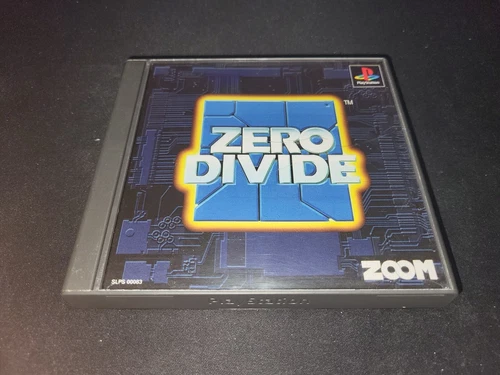 PlayStation
TM
ZERO
DIVIDE
ZOOM
SLPS 00083
PlayStation